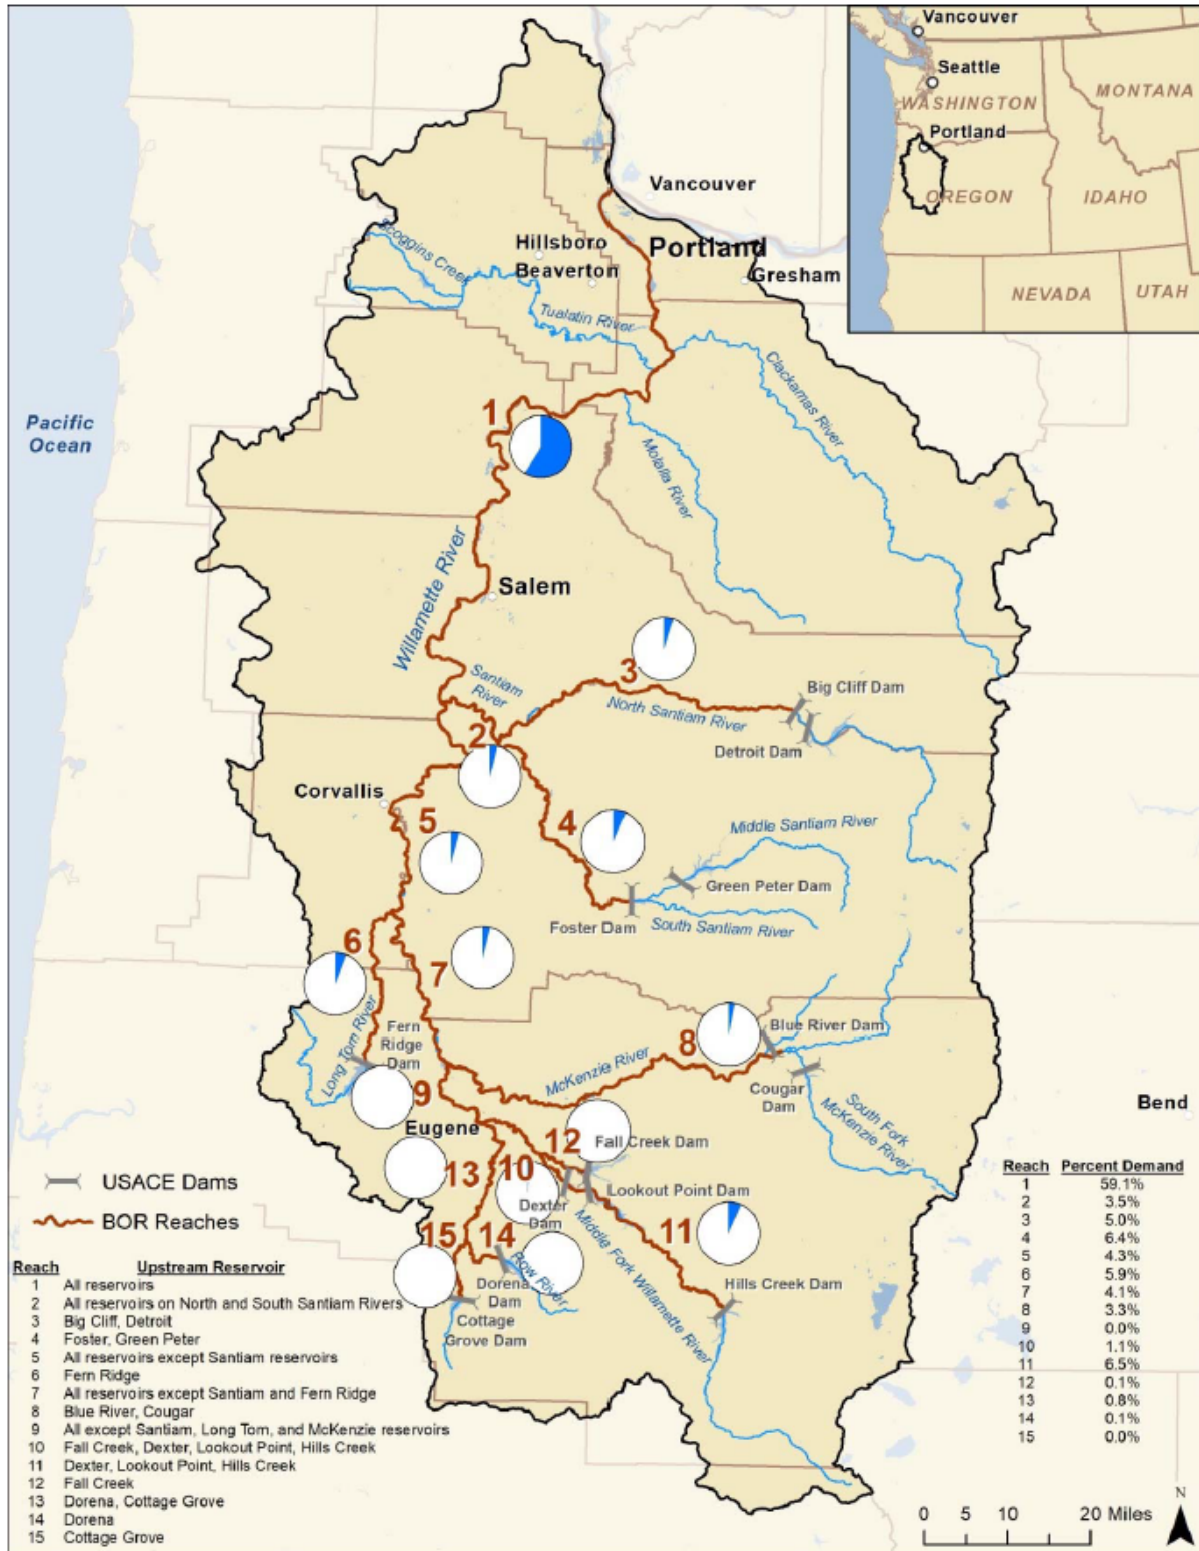 Vancouver
Seattle
WASHINGTON
MONTANA
Portland
OREGON
IDAHO
NEVADA
UTAH
Vancouver
Scoggins Creek
Hillsboro
Portland
Beaverton
Gresham
Tualatin River
Clackamas River
Pacific
Ocean
1
Molalla River
Willamette River
Salem
3
Santiam
River
Big Cliff Dam
North Santiam River
Detroit Dam
2
Corvallis
5
4
Middle Santiam River
Green Peter Dam
Foster Dam
South Santiam River
6
7
Long Tom River
Fern
Ridge
Dam
8
Blue River Dam
McKenzie River
Cougar
Dam
South Fork
McKenzie River
9
Bend
Eugene
12
Fall Creek Dam
13
10
Lookout Point Dam
Dexter
Dam
Middle Fork Willamette River
11
15
14
Row River
Dorena
Dam
Hills Creek Dam
Cottage
Grove Dam
USACE Dams
BOR Reaches
Reach Upstream Reservoir
1 All reservoirs
2 All reservoirs on North and South Santiam Rivers
3 Big Cliff, Detroit
4 Foster, Green Peter
5 All reservoirs except Santiam reservoirs
6 Fern Ridge
7 All reservoirs except Santiam and Fern Ridge
8 Blue River, Cougar
9 All except Santiam, Long Tom, and McKenzie reservoirs
10 Fall Creek, Dexter, Lookout Point, Hills Creek
11 Dexter, Lookout Point, Hills Creek
12 Fall Creek
13 Dorena, Cottage Grove
14 Dorena
15 Cottage Grove
Reach Percent Demand
1 59.1%
2 3.5%
3 5.0%
4 6.4%
5 4.3%
6 5.9%
7 4.1%
8 3.3%
9 0.0%
10 1.1%
11 6.5%
12 0.1%
13 0.8%
14 0.1%
15 0.0%
N
0 5 10 20 Miles